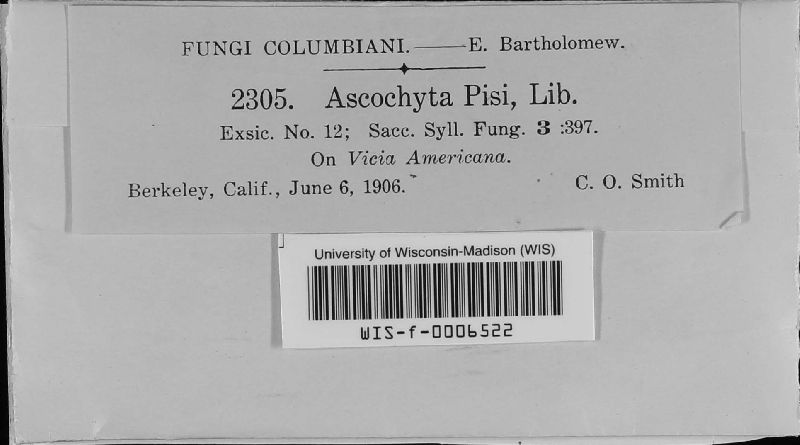 FUNGI COLUMBIANI.——E. Bartholomew.
2305. Ascochyta Pisi, Lib.
Exsic. No. 12; Sacc. Syll. Fung. 3 :397.
On Vicia Americana.
Berkeley, Calif., June 6, 1906. C. O. Smith
University of Wisconsin-Madison (WIS)
WIS-f-0006522